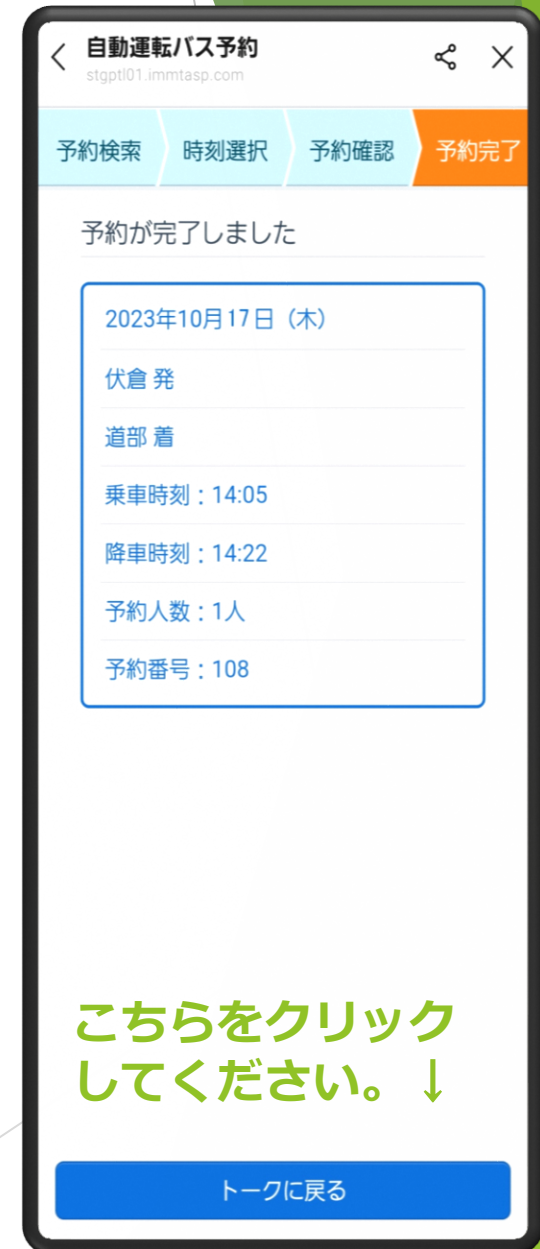 自動運転バス予約
stgptl01.immtasp.com
予約検索 時刻選択 予約確認 予約完了
予約が完了しました
2023年10月17日（木）
伏倉 発
道部 着
乗車時刻：14:05
降車時刻：14:22
予約人数：1人
予約番号：108
こちらをクリック
してください。↓
トークに戻る